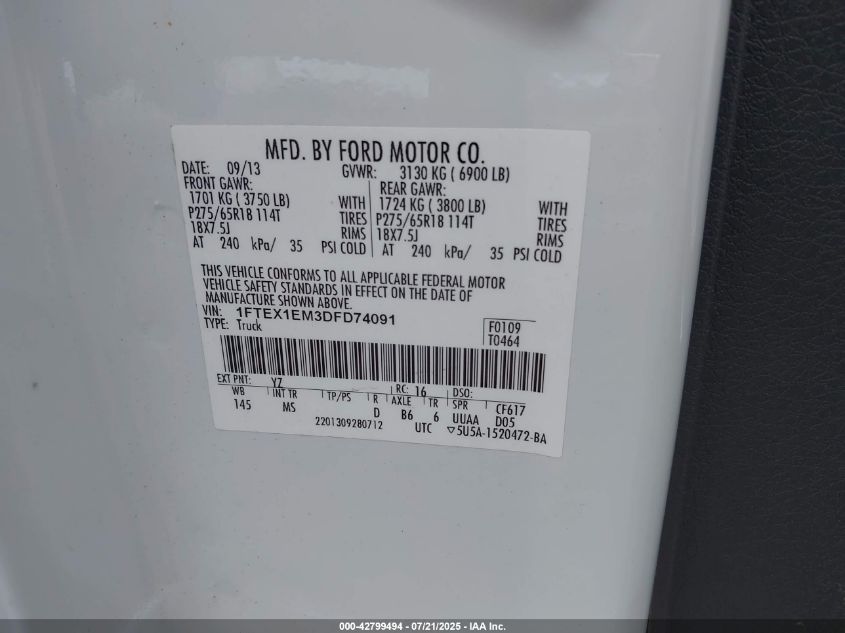 MFD. BY FORD MOTOR CO.
DATE: 09/13 GVWR: 3130 KG ( 6900 LB)
FRONT GAWR: REAR GAWR:
1701 KG ( 3750 LB) WITH 1724 KG ( 3800 LB) WITH
P275/65R18 114T TIRES P275/65R18 114T TIRES
18X7.5J RIMS 18X7.5J RIMS
AT 240 kPa/ 35 PSI COLD AT 240 kPa/ 35 PSI COLD
THIS VEHICLE CONFORMS TO ALL APPLICABLE FEDERAL MOTOR
VEHICLE SAFETY STANDARDS IN EFFECT ON THE DATE OF
MANUFACTURE SHOWN ABOVE.
VIN: 1FTEX1EM3DFD74091
TYPE: Truck
F0109
T0464
EXT PNT: YZ RC: 16 DSO:
WB INT TR TP/PS R AXLE TR SPR CF617
145 MS D B6 6 UUAA D05
2201309280712 UTC ▽5U5A-1520472-BA
000-42799494 - 07/21/2025 - IAA Inc.